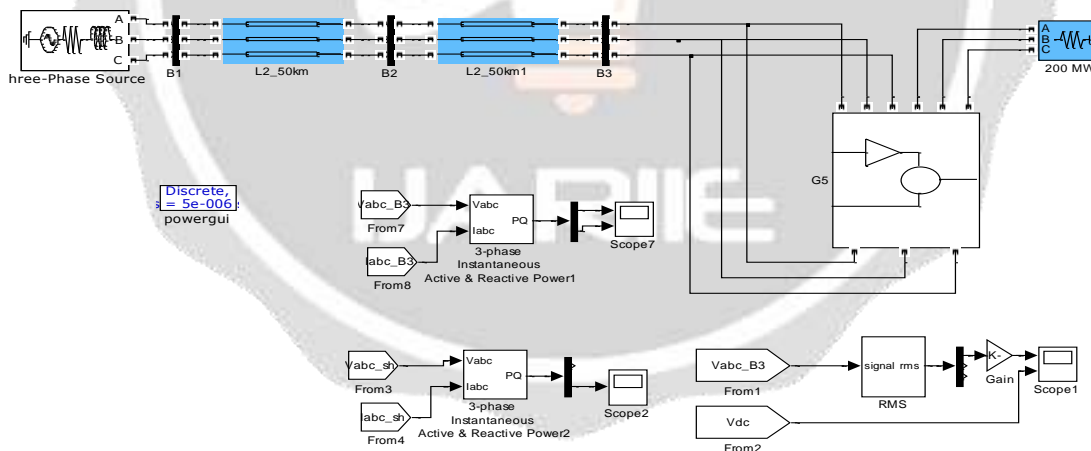 A
B
C
hree-Phase Source
B1
L2_50km
B2
L2_50km1
B3
A
B
C
200 MW
G5
Discrete,
s = 5e-006
powergui
IJARIIE
Vabc_B3
From7
Iabc_B3
From8
Vabc
Iabc
PQ
3-phase
Instantaneous
Active & Reactive Power1
Scope7
Vabc_sh
From3
Iabc_sh
From4
Vabc
Iabc
PQ
3-phase
Instantaneous
Active & Reactive Power2
Scope2
Vabc_B3
From1
Vdc
From2
signal rms
RMS
K-
Gain
Scope1